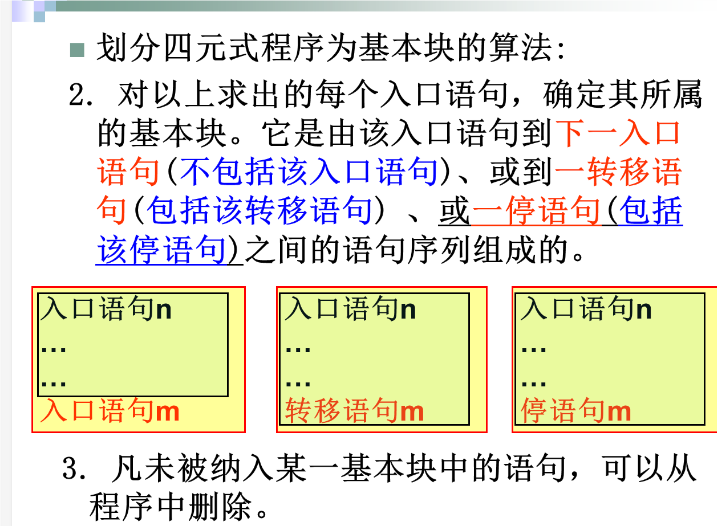 划分四元式程序为基本块的算法:
2. 对以上求出的每个入口语句，确定其所属
的基本块。它是由该入口语句到下一入口
语句(不包括该入口语句)、或到一转移语
句(包括该转移语句) 、或一停语句(包括
该停语句)之间的语句序列组成的。
入口语句n
…
…
入口语句m
入口语句n
…
…
转移语句m
入口语句n
…
…
停语句m
3. 凡未被纳入某一基本块中的语句，可以从
程序中删除。